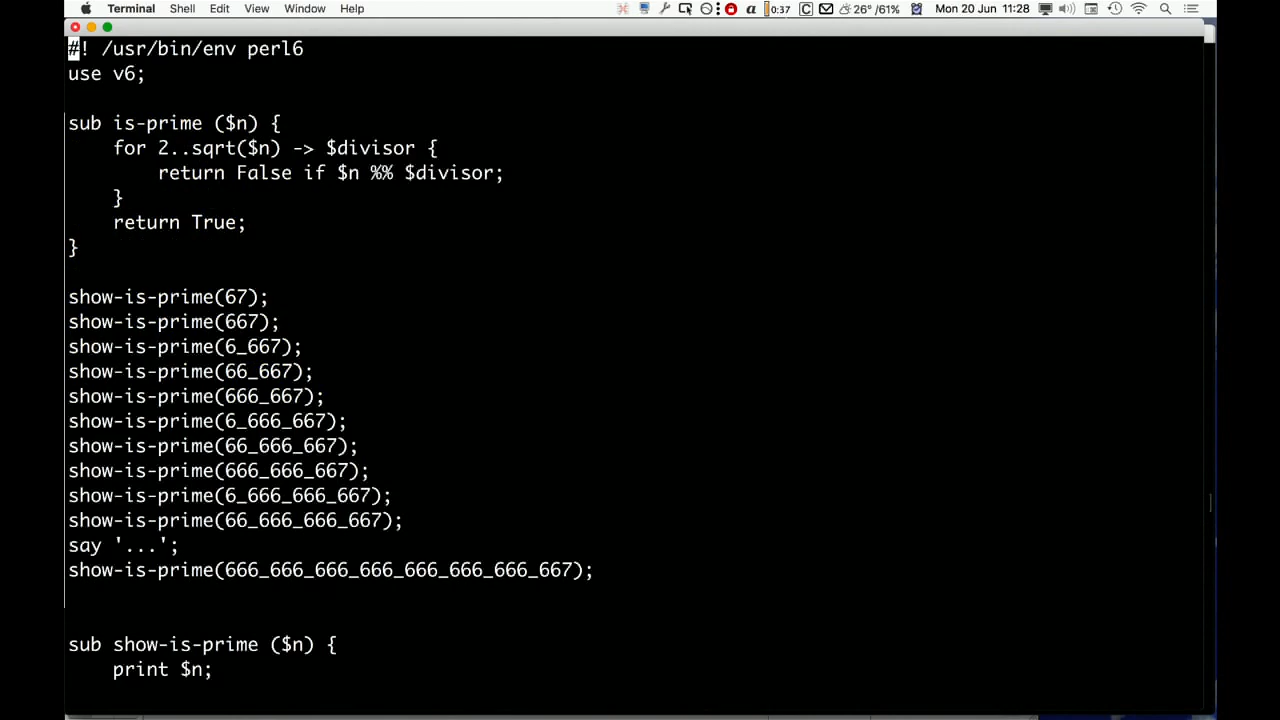 Terminal Shell Edit View Window Help 0:37 26°/61% Mon 20 Jun 11:28
#! /usr/bin/env perl6
use v6;
sub is-prime ($n) {
for 2..sqrt($n) -> $divisor {
return False if $n %% $divisor;
}
return True;
}
show-is-prime(67);
show-is-prime(667);
show-is-prime(6_667);
show-is-prime(66_667);
show-is-prime(666_667);
show-is-prime(6_666_667);
show-is-prime(66_666_667);
show-is-prime(666_666_667);
show-is-prime(6_666_666_667);
show-is-prime(66_666_666_667);
say '...';
show-is-prime(666_666_666_666_666_666_666_667);
sub show-is-prime ($n) {
print $n;